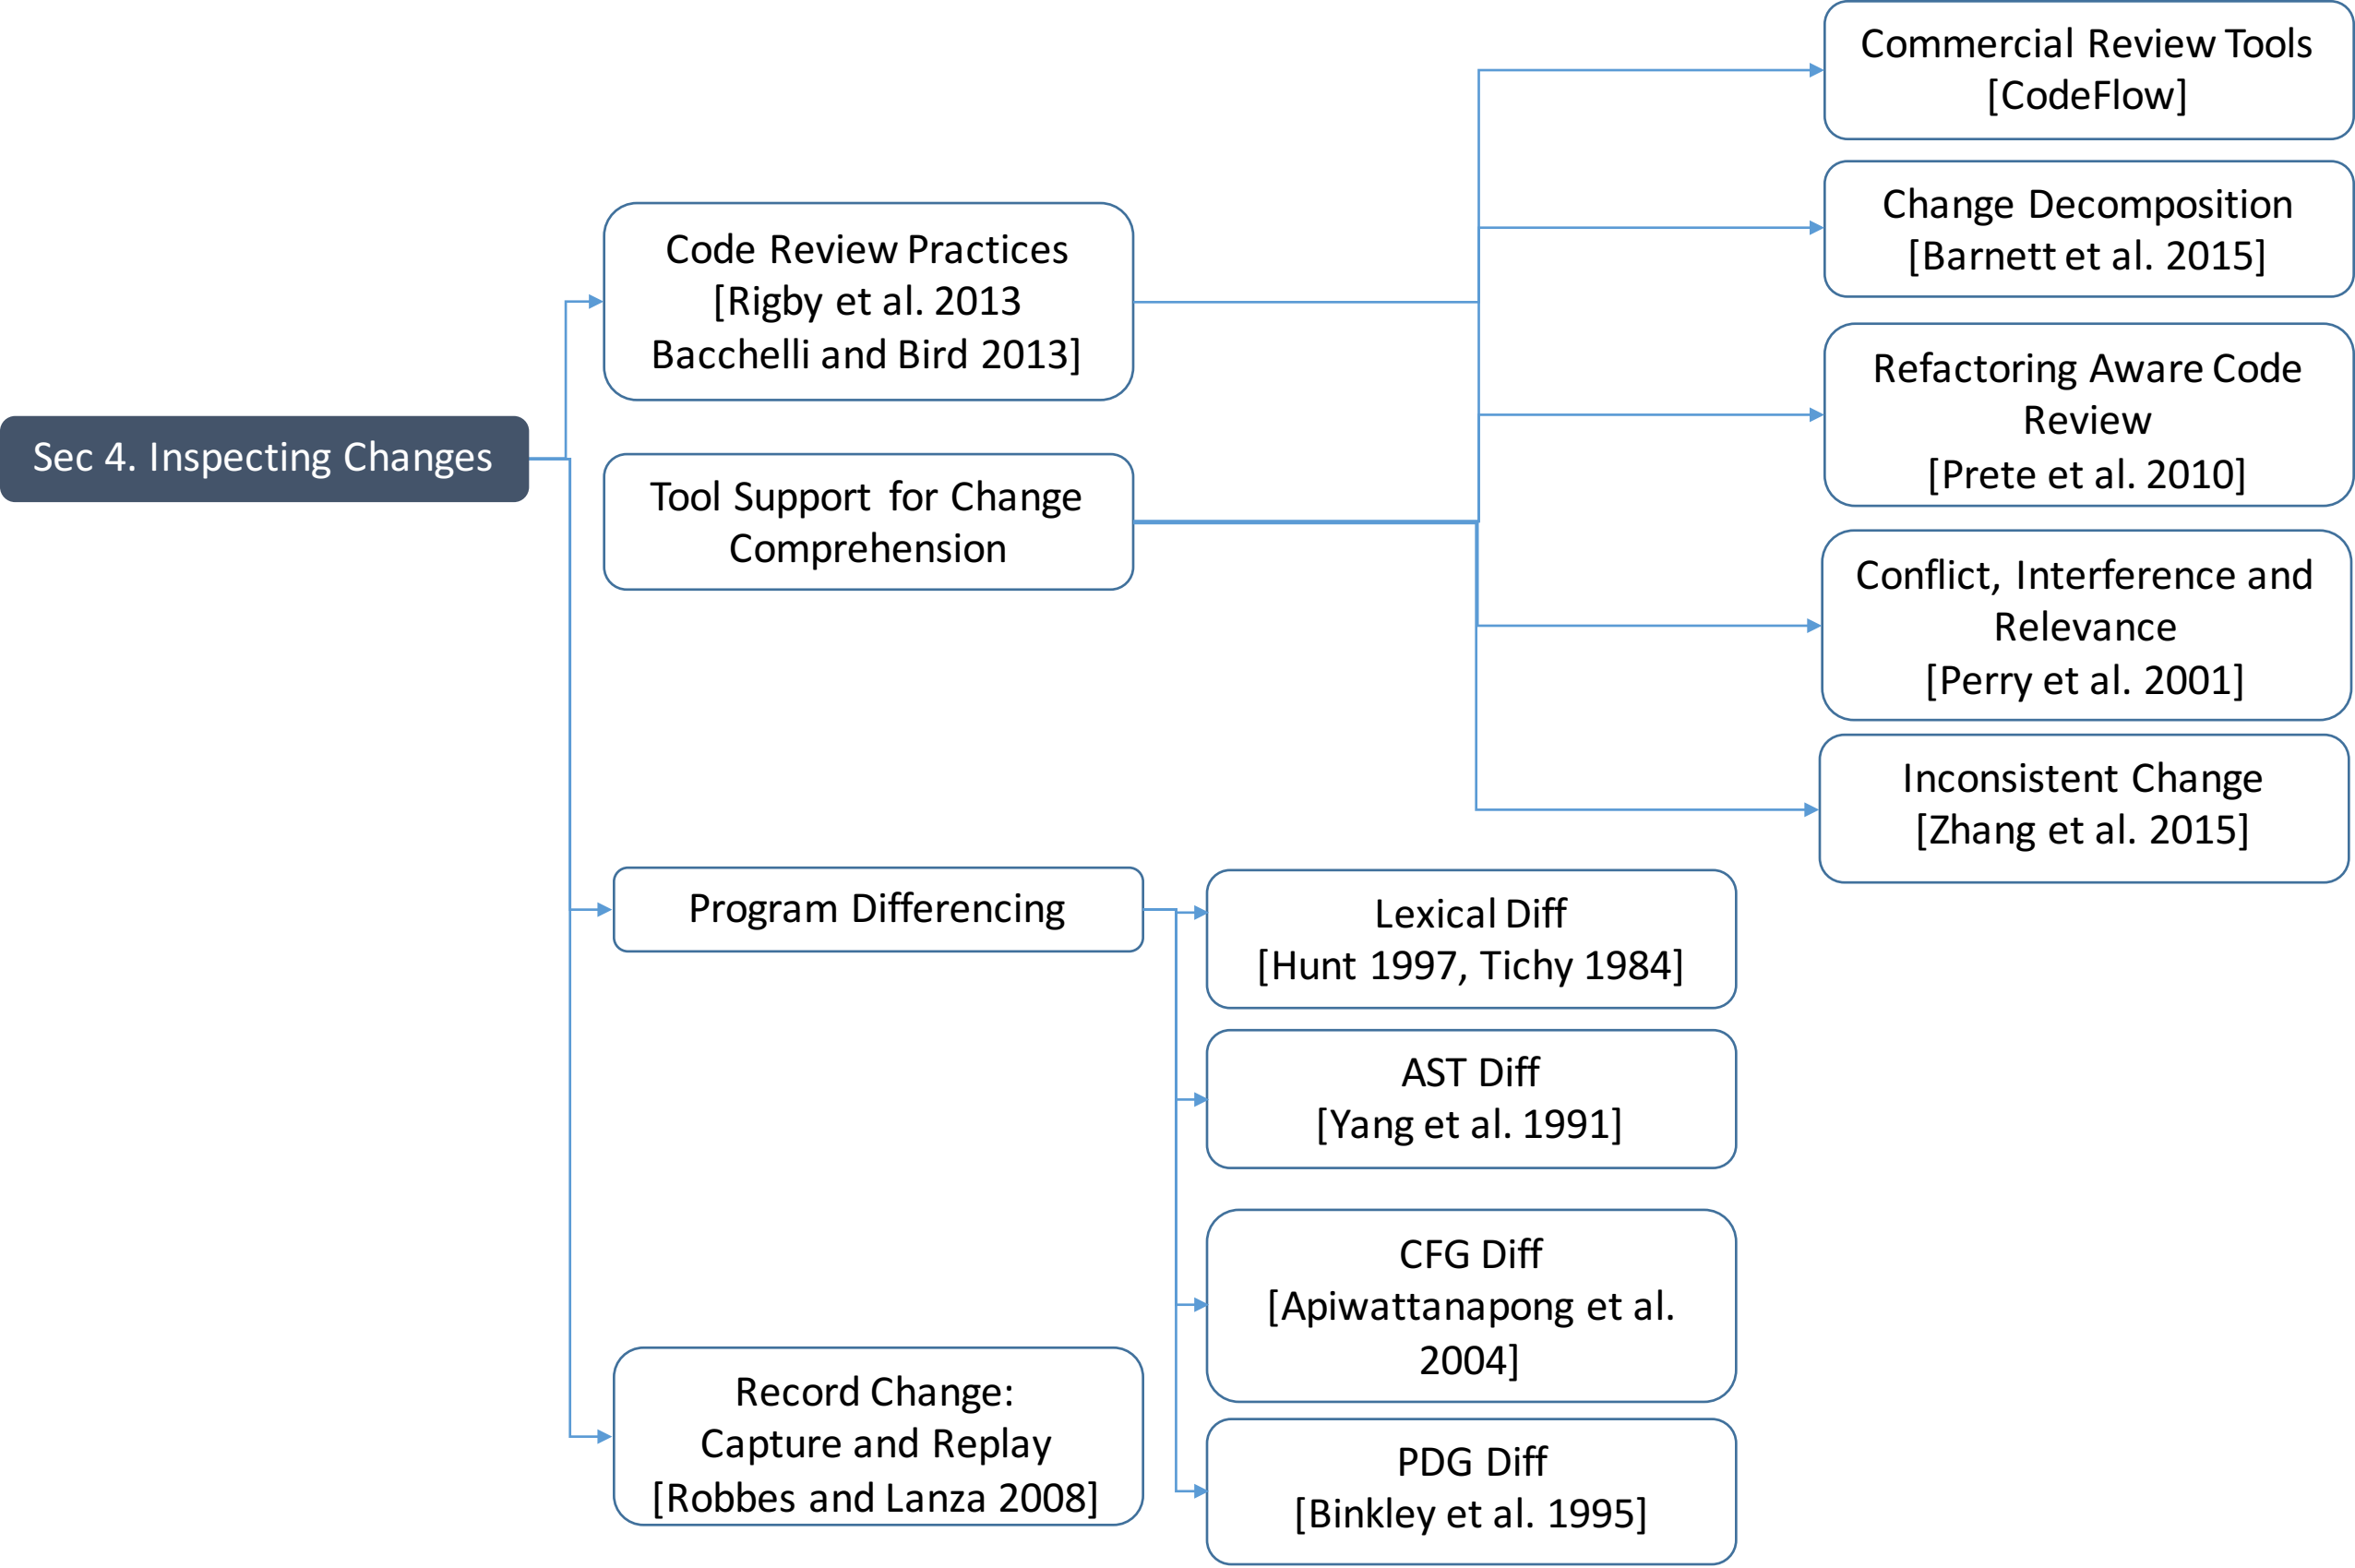 Sec 4. Inspecting Changes
Code Review Practices
[Rigby et al. 2013
Bacchelli and Bird 2013]
Tool Support for Change
Comprehension
Program Differencing
Record Change:
Capture and Replay
[Robbes and Lanza 2008]
Commercial Review Tools
[CodeFlow]
Change Decomposition
[Barnett et al. 2015]
Refactoring Aware Code
Review
[Prete et al. 2010]
Conflict, Interference and
Relevance
[Perry et al. 2001]
Inconsistent Change
[Zhang et al. 2015]
Lexical Diff
[Hunt 1997, Tichy 1984]
AST Diff
[Yang et al. 1991]
CFG Diff
[Apiwattanapong et al.
2004]
PDG Diff
[Binkley et al. 1995]